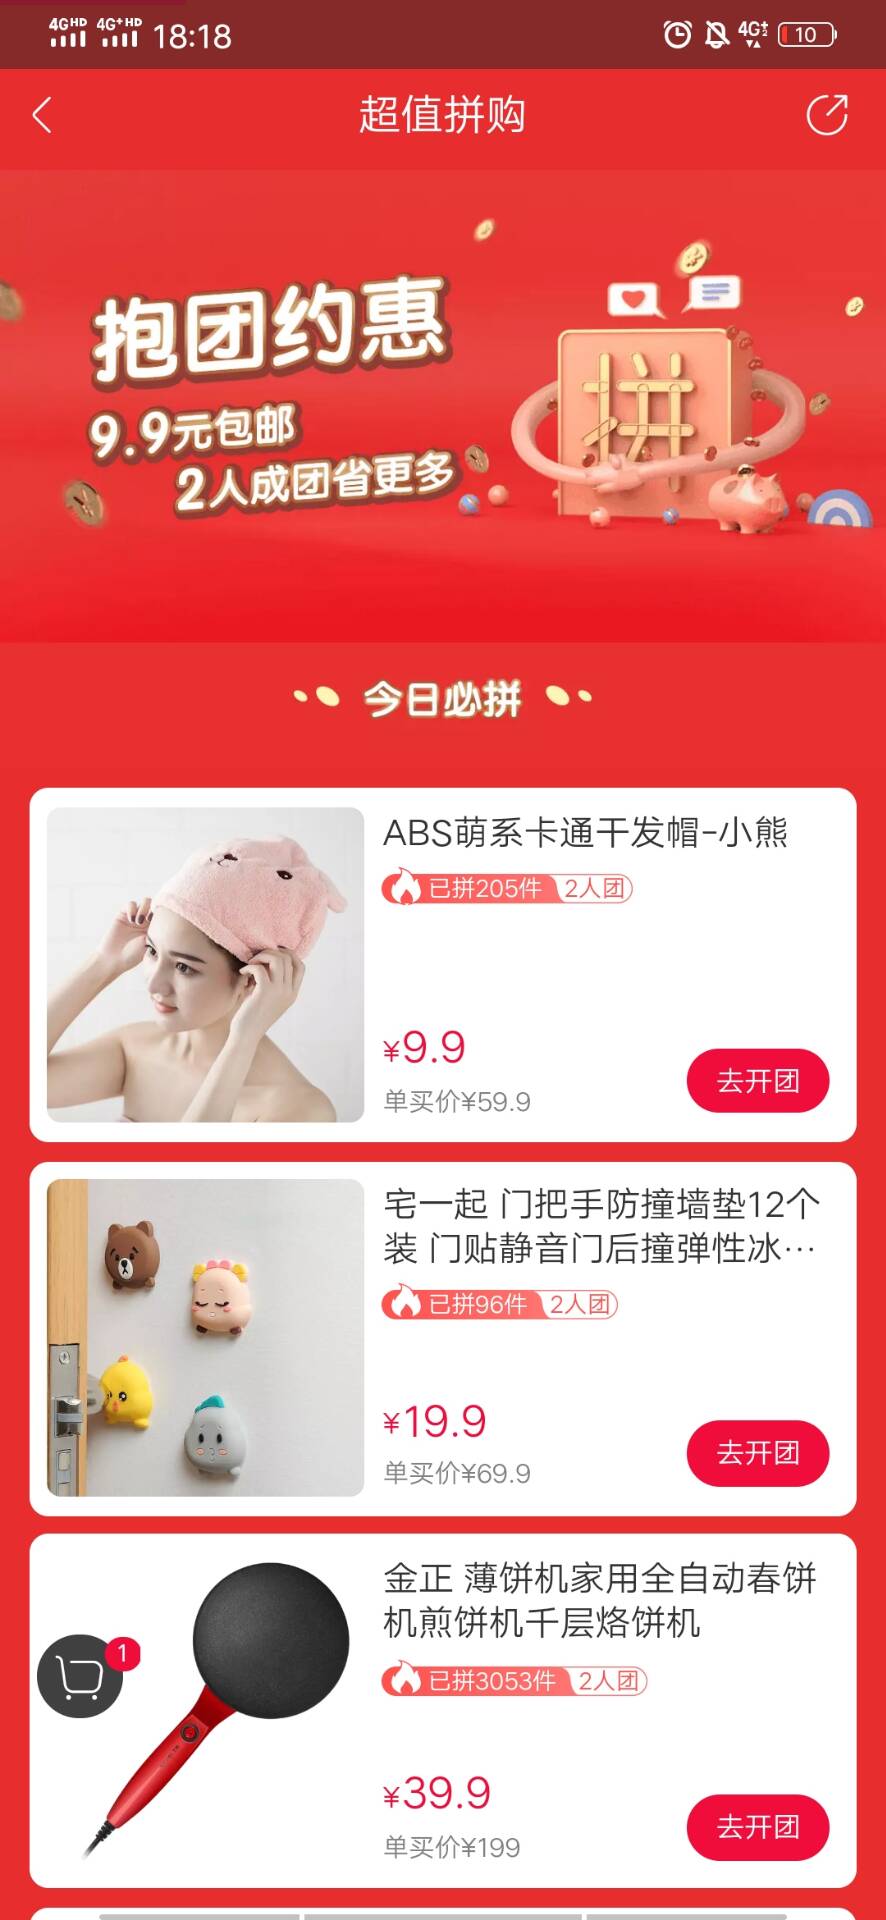 4GHD 4G+HD 18:18 4G+ 10
超值拼购
抱团约惠
9.9元包邮
2人成团省更多
拼
今日必拼
ABS萌系卡通干发帽-小熊
已拼205件 2人团
¥9.9
单买价¥59.9
去开团
宅一起 门把手防撞墙垫12个
装 门贴静音门后撞弹性冰…
已拼96件 2人团
¥19.9
单买价¥69.9
去开团
金正 薄饼机家用全自动春饼
机煎饼机千层烙饼机
已拼3053件 2人团
1
¥39.9
单买价¥199
去开团